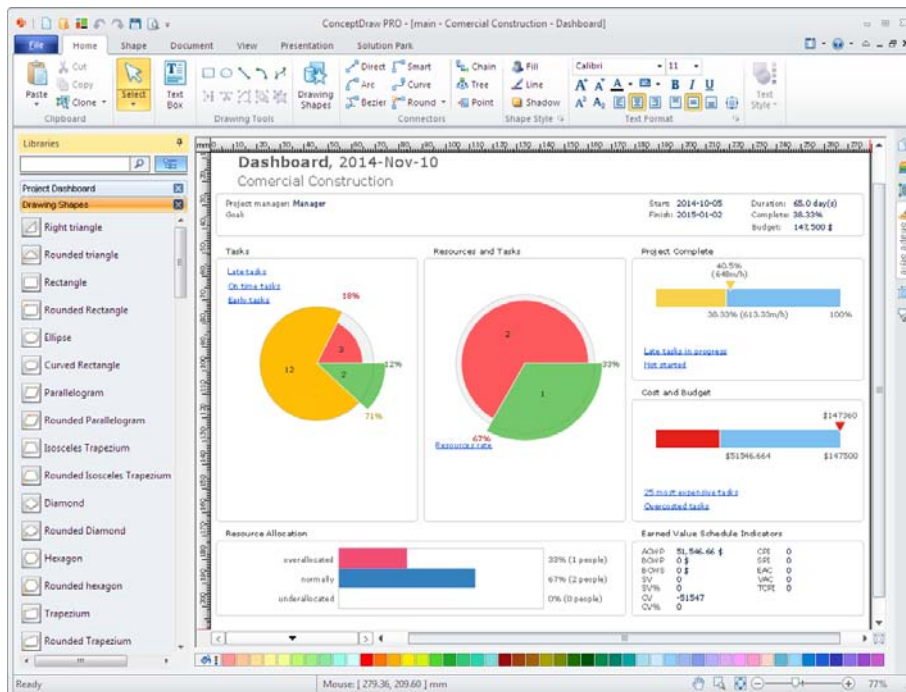 ConceptDraw PRO - [main - Comercial Construction - Dashboard]
File Home Shape Document View Presentation Solution Park
Paste
Cut
Copy
Clone
Clipboard
Select
Text Box
Drawing Tools
Drawing Shapes
Direct Smart
Arc Curve
Bezier Round
Chain
Tree
Point
Connectors
Fill
Line
Shadow
Shape Style
Calibri 11
B I U
Text Format
Text Style
Libraries
Project Dashboard
Drawing Shapes
Right triangle
Rounded triangle
Rectangle
Rounded Rectangle
Ellipse
Curved Rectangle
Parallelogram
Rounded Parallelogram
Isosceles Trapezium
Rounded Isosceles Trapezium
Diamond
Rounded Diamond
Hexagon
Rounded hexagon
Trapezium
Rounded Trapezium
Dashboard, 2014-Nov-10
Comercial Construction
Project manager: Manager
Goal:
Start: 2014-10-05 Duration: 65.0 day(s)
Finish: 2015-01-02 Complete: 38.33%
Budget: 147,500 $
Tasks
Late tasks
On time tasks
Early tasks
18%
3
12%
2
12
71%
Resources and Tasks
2
33%
1
67%
Resources rate
Project Complete
40.5%
(648m/h)
38.33% (613.33m/h) 100%
Late tasks in progress
Not started
Cost and Budget
$147360
$51546.664 $147500
25 most expensive tasks
Overcosted tasks
Resource Allocation
overallocated 33% (1 people)
normally 67% (2 people)
underallocated 0% (0 people)
Earned Value Schedule Indicators
ACWP 51,546.66 $ CPI 0
BCWP 0 $ SPI 0
BCWS 0 $ EAC 0
SV 0 VAC 0
SV% 0 TCPI 0
CV -51547
CV% 0
Ready Mouse: [ 279.36, 209.60 ] mm 77%